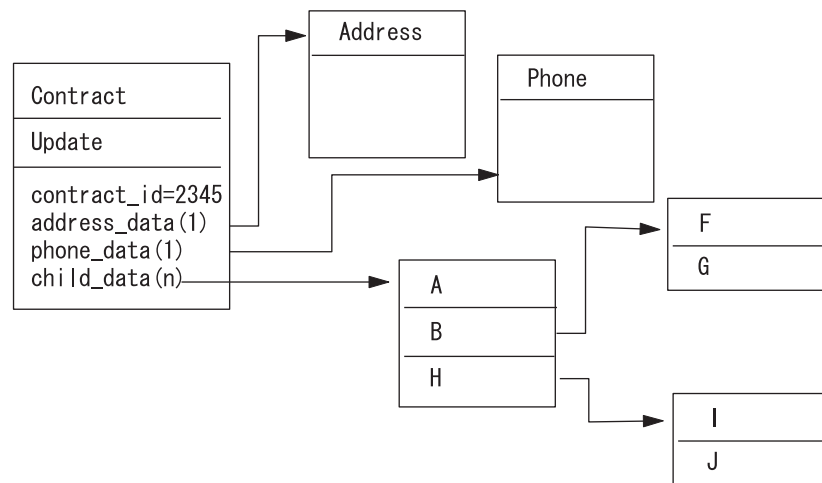 Contract
Update
contract_id=2345
address_data(1)
phone_data(1)
child_data(n)
Address
Phone
A
B
H
F
G
I
J